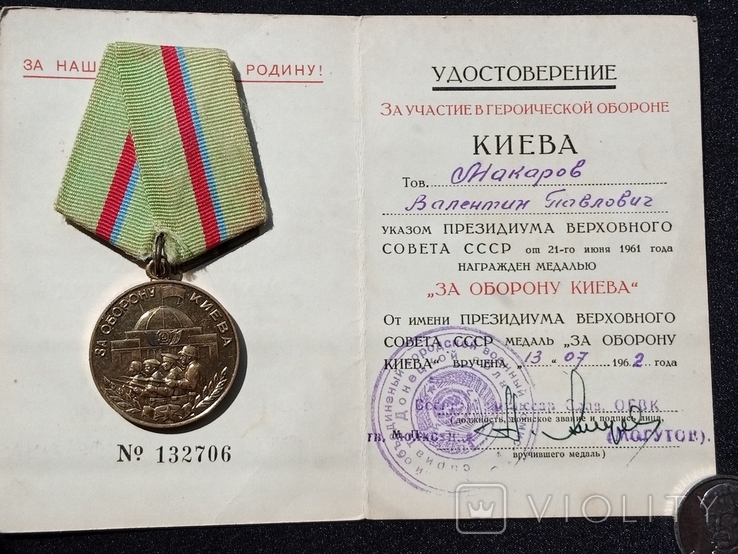 ЗА НАШ РОДИНУ!
ЗА ОБОРОНУ КИЕВА
№ 132706
УДОСТОВЕРЕНИЕ
ЗА УЧАСТИЕ В ГЕРОИЧЕСКОЙ ОБОРОНЕ
КИЕВА
Тов. Макаров
Валентин Павлович
УКАЗОМ ПРЕЗИДИУМА ВЕРХОВНОГО
СОВЕТА СССР от 21-го июня 1961 года
НАГРАЖДЕН МЕДАЛЬЮ
„ЗА ОБОРОНУ КИЕВА“
От имени ПРЕЗИДИУМА ВЕРХОВНОГО
СОВЕТА СССР МЕДАЛЬ „ЗА ОБОРОНУ
КИЕВА“ ВРУЧЕНА „13“ 07 1962 года
(должность, воинское звание и подпись лица,
М. П. (МОГУТОВ).
вручившего медаль)
VIOLITY